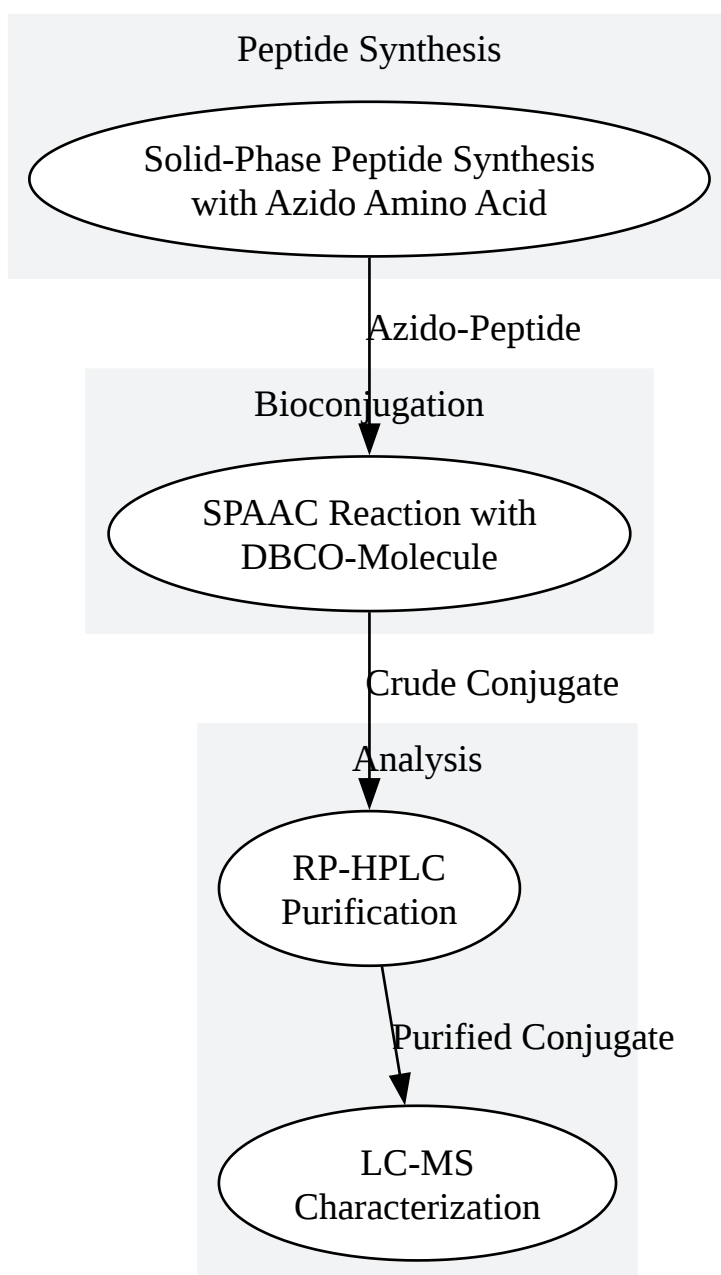 Peptide Synthesis
Solid-Phase Peptide Synthesis
with Azido Amino Acid
Azido-Peptide
Bioconjugation
SPAAC Reaction with
DBCO-Molecule
Crude Conjugate
Analysis
RP-HPLC
Purification
Purified Conjugate
LC-MS
Characterization